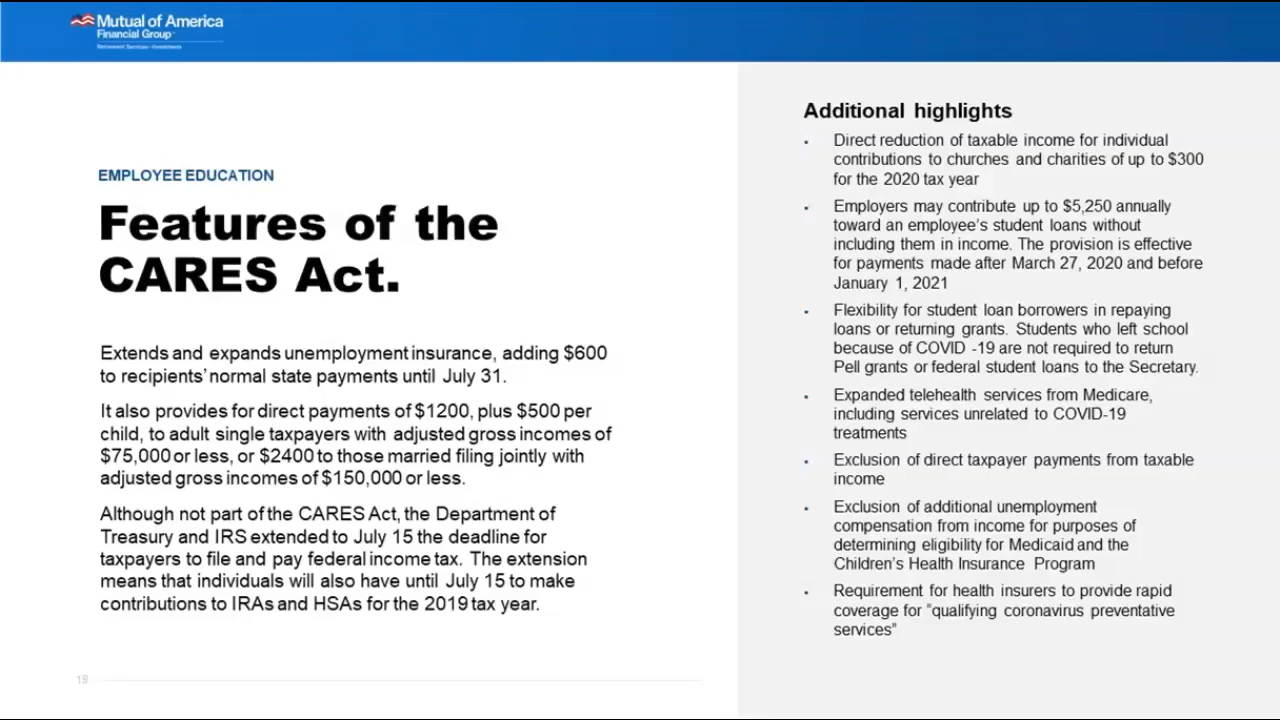 Mutual of America
Financial Group
Retirement Services • Investments
EMPLOYEE EDUCATION
Features of the
CARES Act.
Extends and expands unemployment insurance, adding $600
to recipients' normal state payments until July 31.
It also provides for direct payments of $1200, plus $500 per
child, to adult single taxpayers with adjusted gross incomes of
$75,000 or less, or $2400 to those married filing jointly with
adjusted gross incomes of $150,000 or less.
Although not part of the CARES Act, the Department of
Treasury and IRS extended to July 15 the deadline for
taxpayers to file and pay federal income tax. The extension
means that individuals will also have until July 15 to make
contributions to IRAs and HSAs for the 2019 tax year.
19
Additional highlights
▪ Direct reduction of taxable income for individual
contributions to churches and charities of up to $300
for the 2020 tax year
▪ Employers may contribute up to $5,250 annually
toward an employee's student loans without
including them in income. The provision is effective
for payments made after March 27, 2020 and before
January 1, 2021
▪ Flexibility for student loan borrowers in repaying
loans or returning grants. Students who left school
because of COVID -19 are not required to return
Pell grants or federal student loans to the Secretary.
▪ Expanded telehealth services from Medicare,
including services unrelated to COVID-19
treatments
▪ Exclusion of direct taxpayer payments from taxable
income
▪ Exclusion of additional unemployment
compensation from income for purposes of
determining eligibility for Medicaid and the
Children's Health Insurance Program
▪ Requirement for health insurers to provide rapid
coverage for "qualifying coronavirus preventative
services"